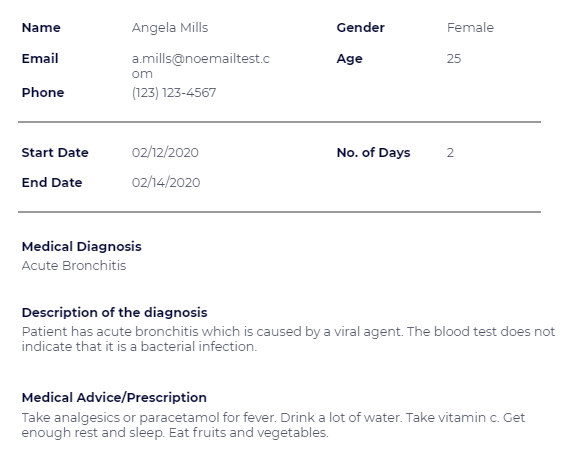 Name Angela Mills Gender Female
Email a.mills@noemailtest.c Age 25
om
Phone (123) 123-4567
Start Date 02/12/2020 No. of Days 2
End Date 02/14/2020
Medical Diagnosis
Acute Bronchitis
Description of the diagnosis
Patient has acute bronchitis which is caused by a viral agent. The blood test does not
indicate that it is a bacterial infection.
Medical Advice/Prescription
Take analgesics or paracetamol for fever. Drink a lot of water. Take vitamin c. Get
enough rest and sleep. Eat fruits and vegetables.